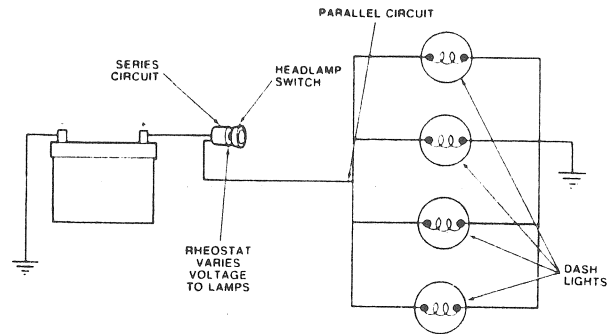 PARALLEL CIRCUIT
SERIES
CIRCUIT
HEADLAMP
SWITCH
- +
RHEOSTAT
VARIES
VOLTAGE
TO LAMPS
DASH
LIGHTS